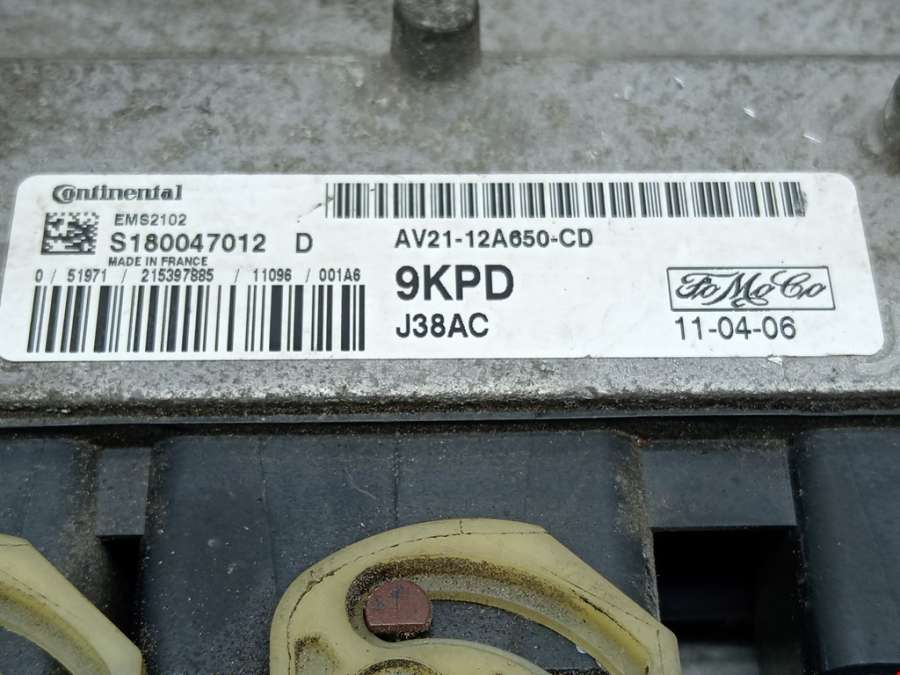 Continental
EMS2102
S180047012 D
MADE IN FRANCE
0 / 51971 / 215397885 / 11096 / 001A6
AV21-12A650-CD
9KPD
J38AC
FoMoCo
11-04-06